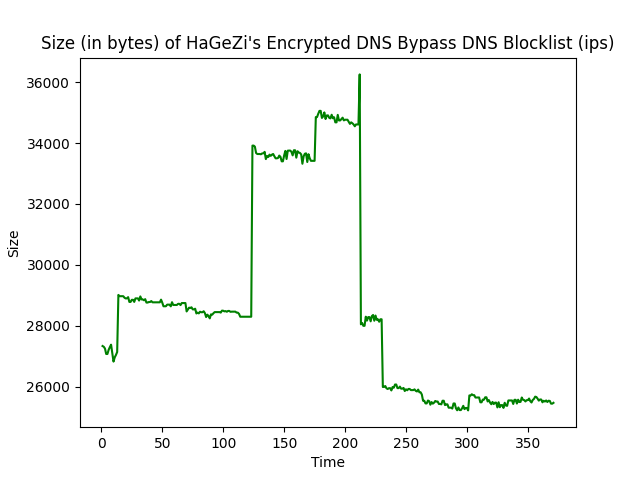 Size (in bytes) of HaGeZi's Encrypted DNS Bypass DNS Blocklist (ips)
36000
34000
32000
30000
28000
26000
Size
0 50 100 150 200 250 300 350
Time